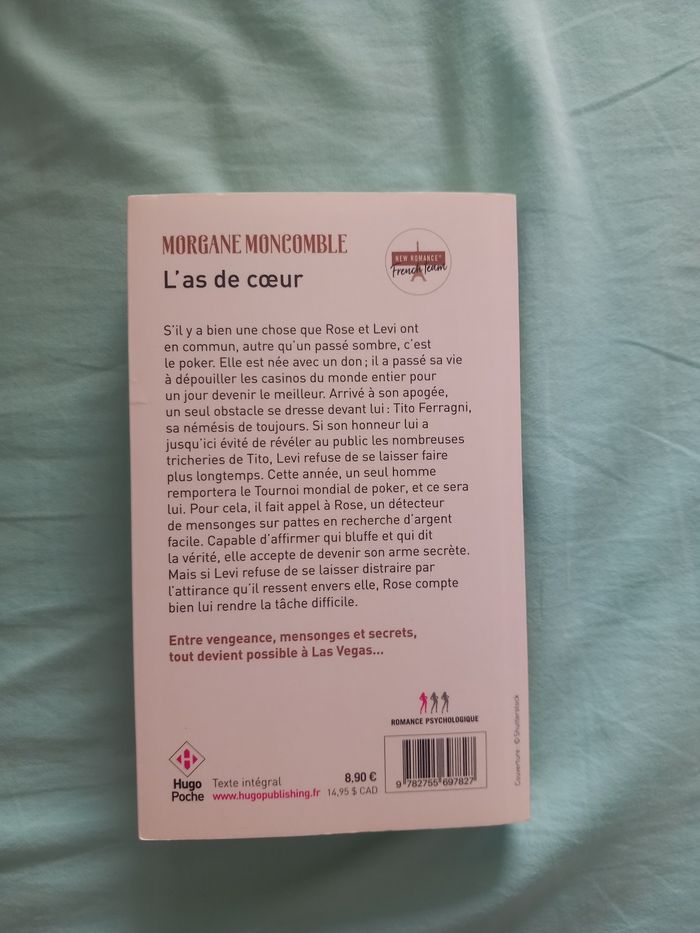 MORGANE MONCOMBLE
L'as de cœur
NEW ROMANCE®
French Team
S'il y a bien une chose que Rose et Levi ont
en commun, autre qu'un passé sombre, c'est
le poker. Elle est née avec un don ; il a passé sa vie
à dépouiller les casinos du monde entier pour
un jour devenir le meilleur. Arrivé à son apogée,
un seul obstacle se dresse devant lui : Tito Ferragni,
sa némésis de toujours. Si son honneur lui a
jusqu'ici évité de révéler au public les nombreuses
tricheries de Tito, Levi refuse de se laisser faire
plus longtemps. Cette année, un seul homme
remportera le Tournoi mondial de poker, et ce sera
lui. Pour cela, il fait appel à Rose, un détecteur
de mensonges sur pattes en recherche d'argent
facile. Capable d'affirmer qui bluffe et qui dit
la vérité, elle accepte de devenir son arme secrète.
Mais si Levi refuse de se laisser distraire par
l'attirance qu'il ressent envers elle, Rose compte
bien lui rendre la tâche difficile.
Entre vengeance, mensonges et secrets,
tout devient possible à Las Vegas...
ROMANCE PSYCHOLOGIQUE
Hugo
Poche
Texte intégral
www.hugopublishing.fr
8,90 €
14,95 $ CAD
9 782755 697827
Couverture : © Shutterstock